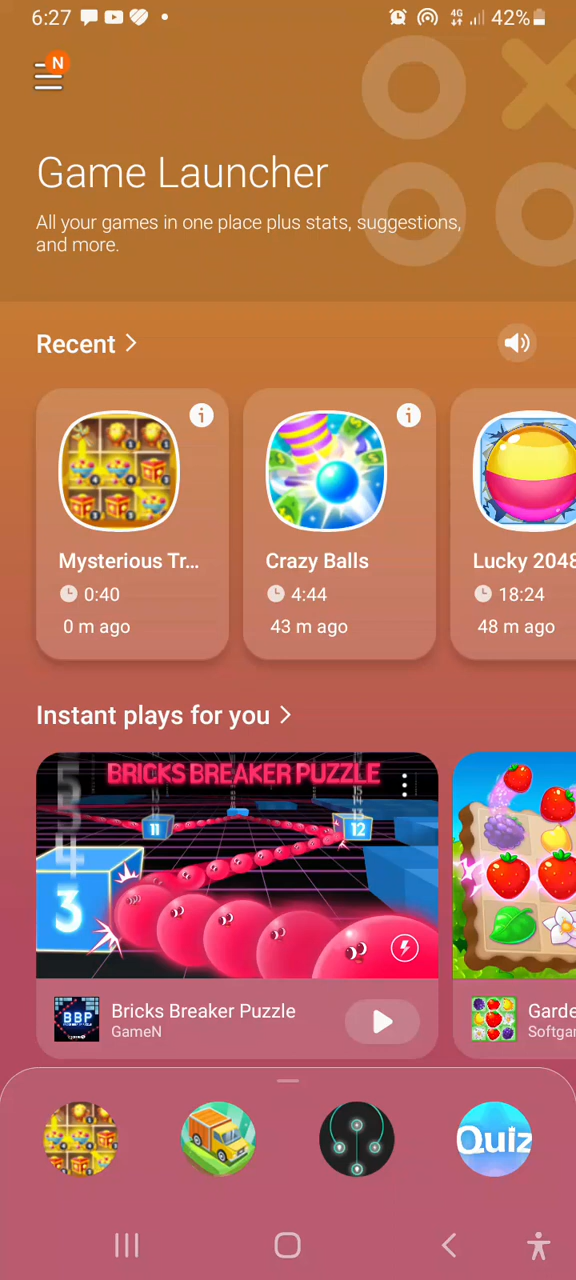 6:27
4G
42%
N
Game Launcher
All your games in one place plus stats, suggestions,
and more.
Recent
Mysterious Tr...
0:40
0 m ago
Crazy Balls
4:44
43 m ago
Lucky 2048
18:24
48 m ago
Instant plays for you
BRICKS BREAKER PUZZLE
11
12
3
BBP
Bricks Breaker Puzzle
GameN
Garde
Softgar
Quiz